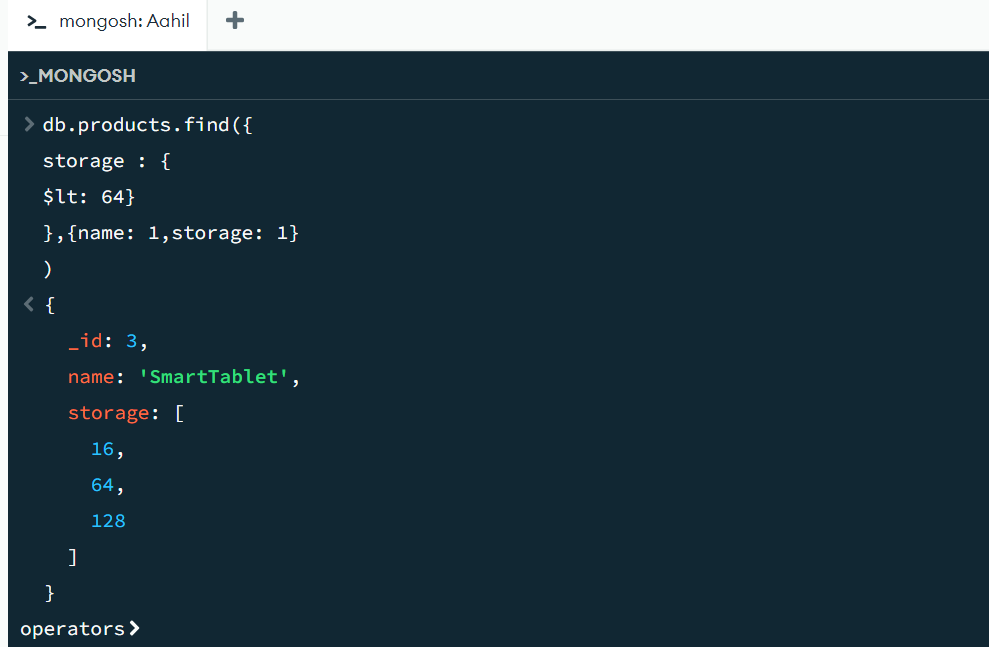 mongosh: Aahil
>_MONGOSH
db.products.find({
storage : {
$lt: 64}
},{name: 1,storage: 1}
)
{
_id: 3,
name: 'SmartTablet',
storage: [
16,
64,
128
]
}
operators>